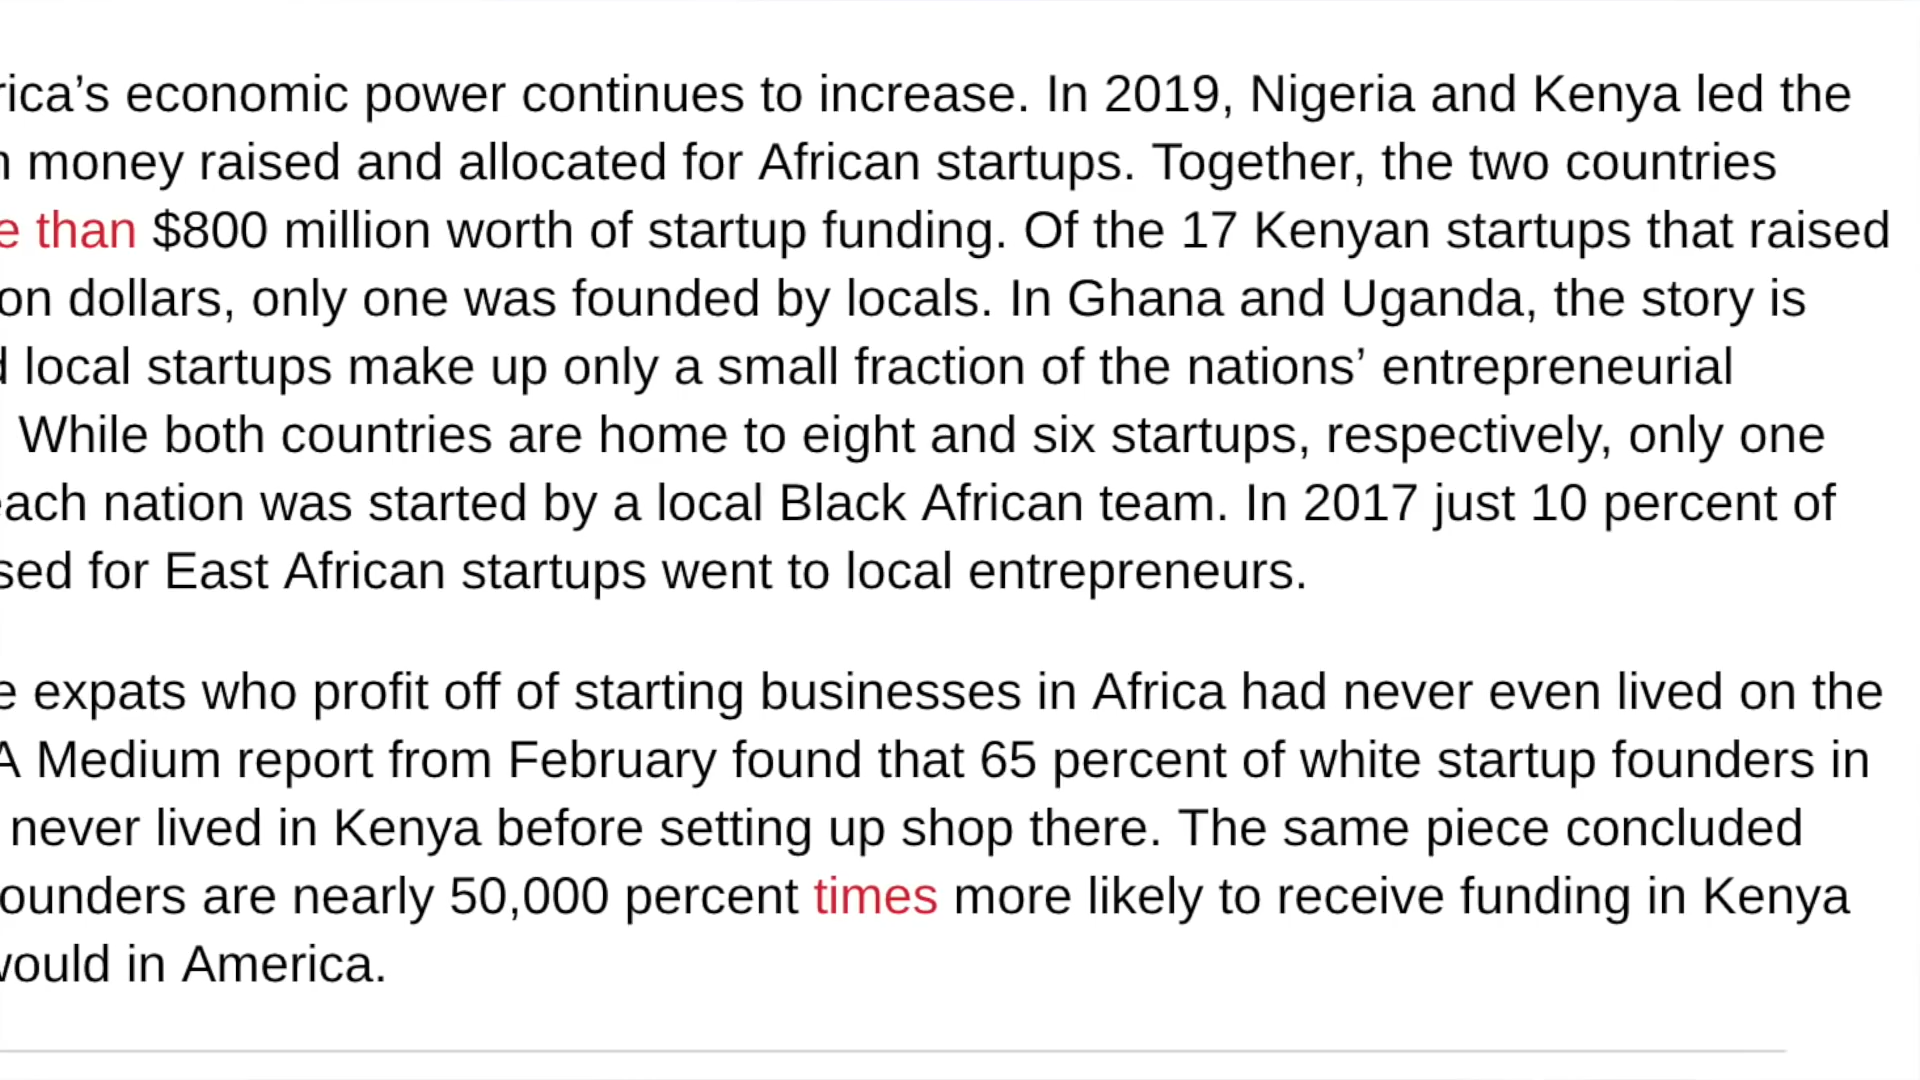 economic power continues to increase. In 2019, Nigeria and Kenya led the
money raised and allocated for African startups. Together, the two countries
than $800 million worth of startup funding. Of the 17 Kenyan startups that raised
dollars, only one was founded by locals. In Ghana and Uganda, the story is
local startups make up only a small fraction of the nations’ entrepreneurial
While both countries are home to eight and six startups, respectively, only one
each nation was started by a local Black African team. In 2017 just 10 percent of
for East African startups went to local entrepreneurs.
expats who profit off of starting businesses in Africa had never even lived on the
A Medium report from February found that 65 percent of white startup founders in
never lived in Kenya before setting up shop there. The same piece concluded
are nearly 50,000 percent times more likely to receive funding in Kenya
would in America.